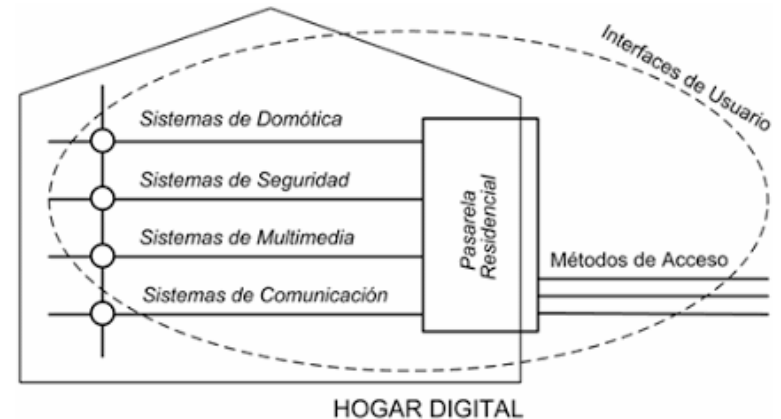 Interfaces de Usuario
Sistemas de Domótica
Sistemas de Seguridad
Sistemas de Multimedia
Sistemas de Comunicación
Pasarela
Residencial
Métodos de Acceso
HOGAR DIGITAL